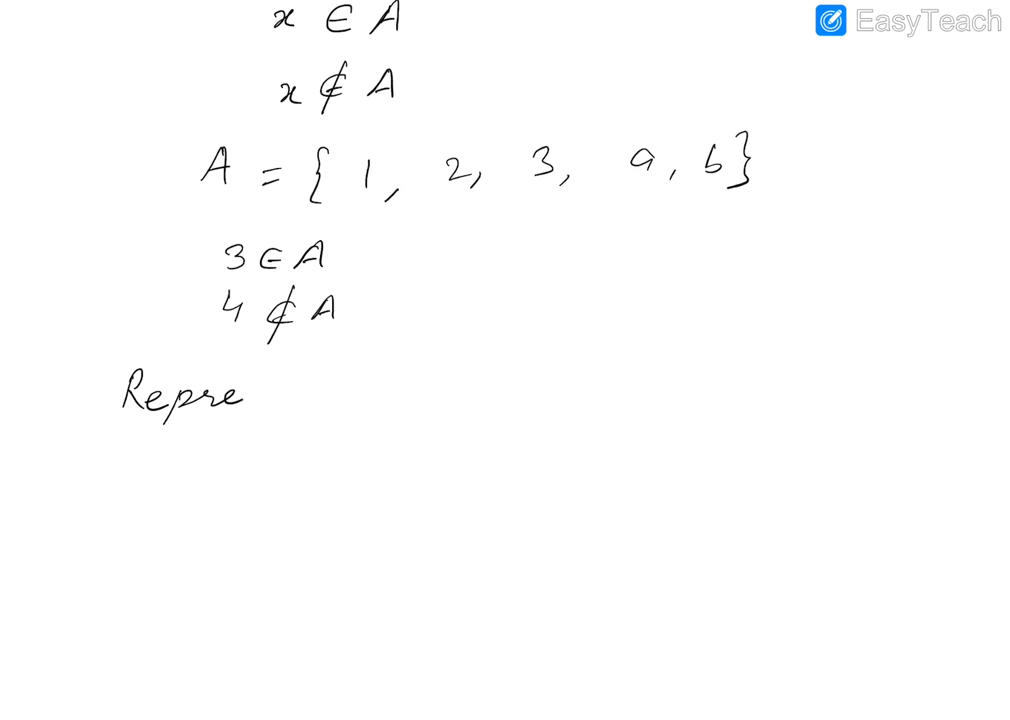 x ∈ A
EasyTeach
x ∉ A
A = { 1, 2, 3, a, b}
3 ∈ A
4 ∉ A
Repre